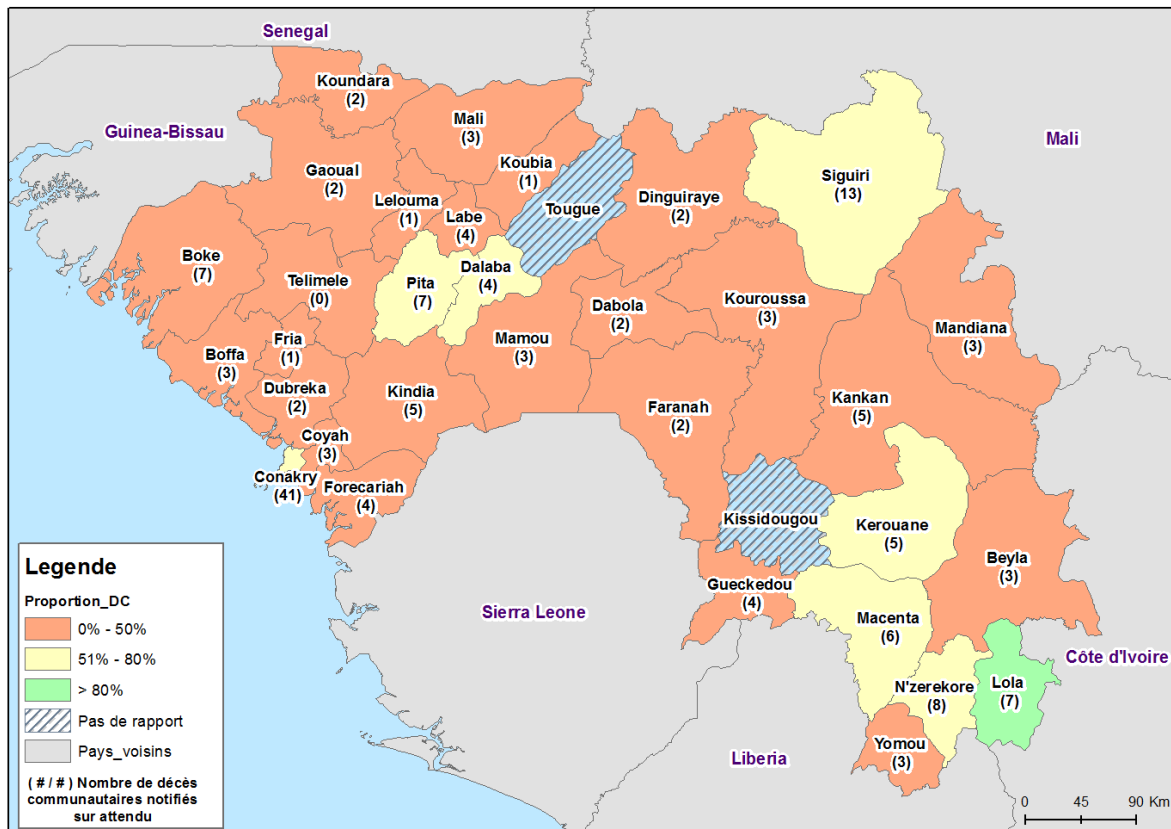 Senegal
Koundara
(2)
Guinea-Bissau
Mali
(3)
Mali
Koubia
(1)
Gaoual
(2)
Siguiri
(13)
Lelouma
(1)
Labe
(4)
Tougue
Dinguiraye
(2)
Boke
(7)
Telimele
(0)
Pita
(7)
Dalaba
(4)
Dabola
(2)
Kouroussa
(3)
Mandiana
(3)
Fria
(1)
Boffa
(3)
Mamou
(3)
Dubreka
(2)
Kindia
(5)
Faranah
(2)
Kankan
(5)
Coyah
(3)
Conakry
(41)
Forecariah
(4)
Kissidougou
Kerouane
(5)
Beyla
(3)
Gueckedou
(4)
Sierra Leone
Macenta
(6)
Côte d'Ivoire
N'zerekore
(8)
Lola
(7)
Yomou
(3)
Liberia
Legende
Proportion_DC
0% - 50%
51% - 80%
> 80%
Pas de rapport
Pays_voisins
( # / # ) Nombre de décès
communautaires notifiés
sur attendu
0 45 90 Km